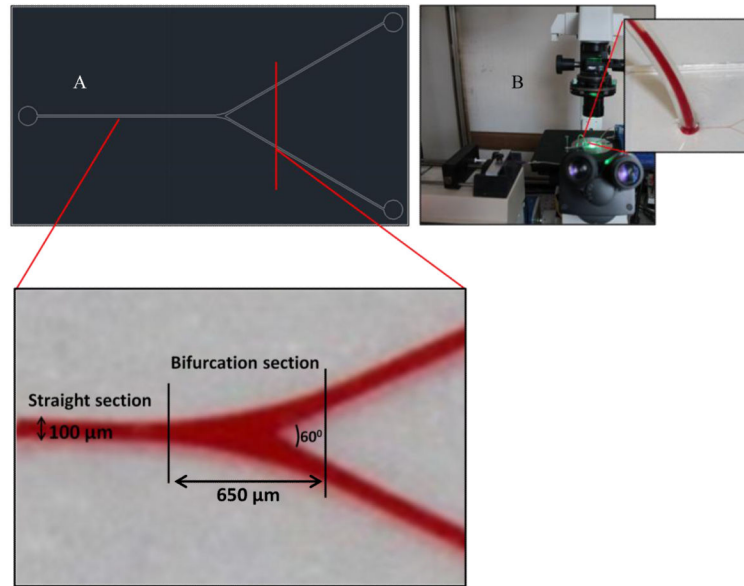 A
B
Bifurcation section
Straight section
100 μm
60⁰
650 μm